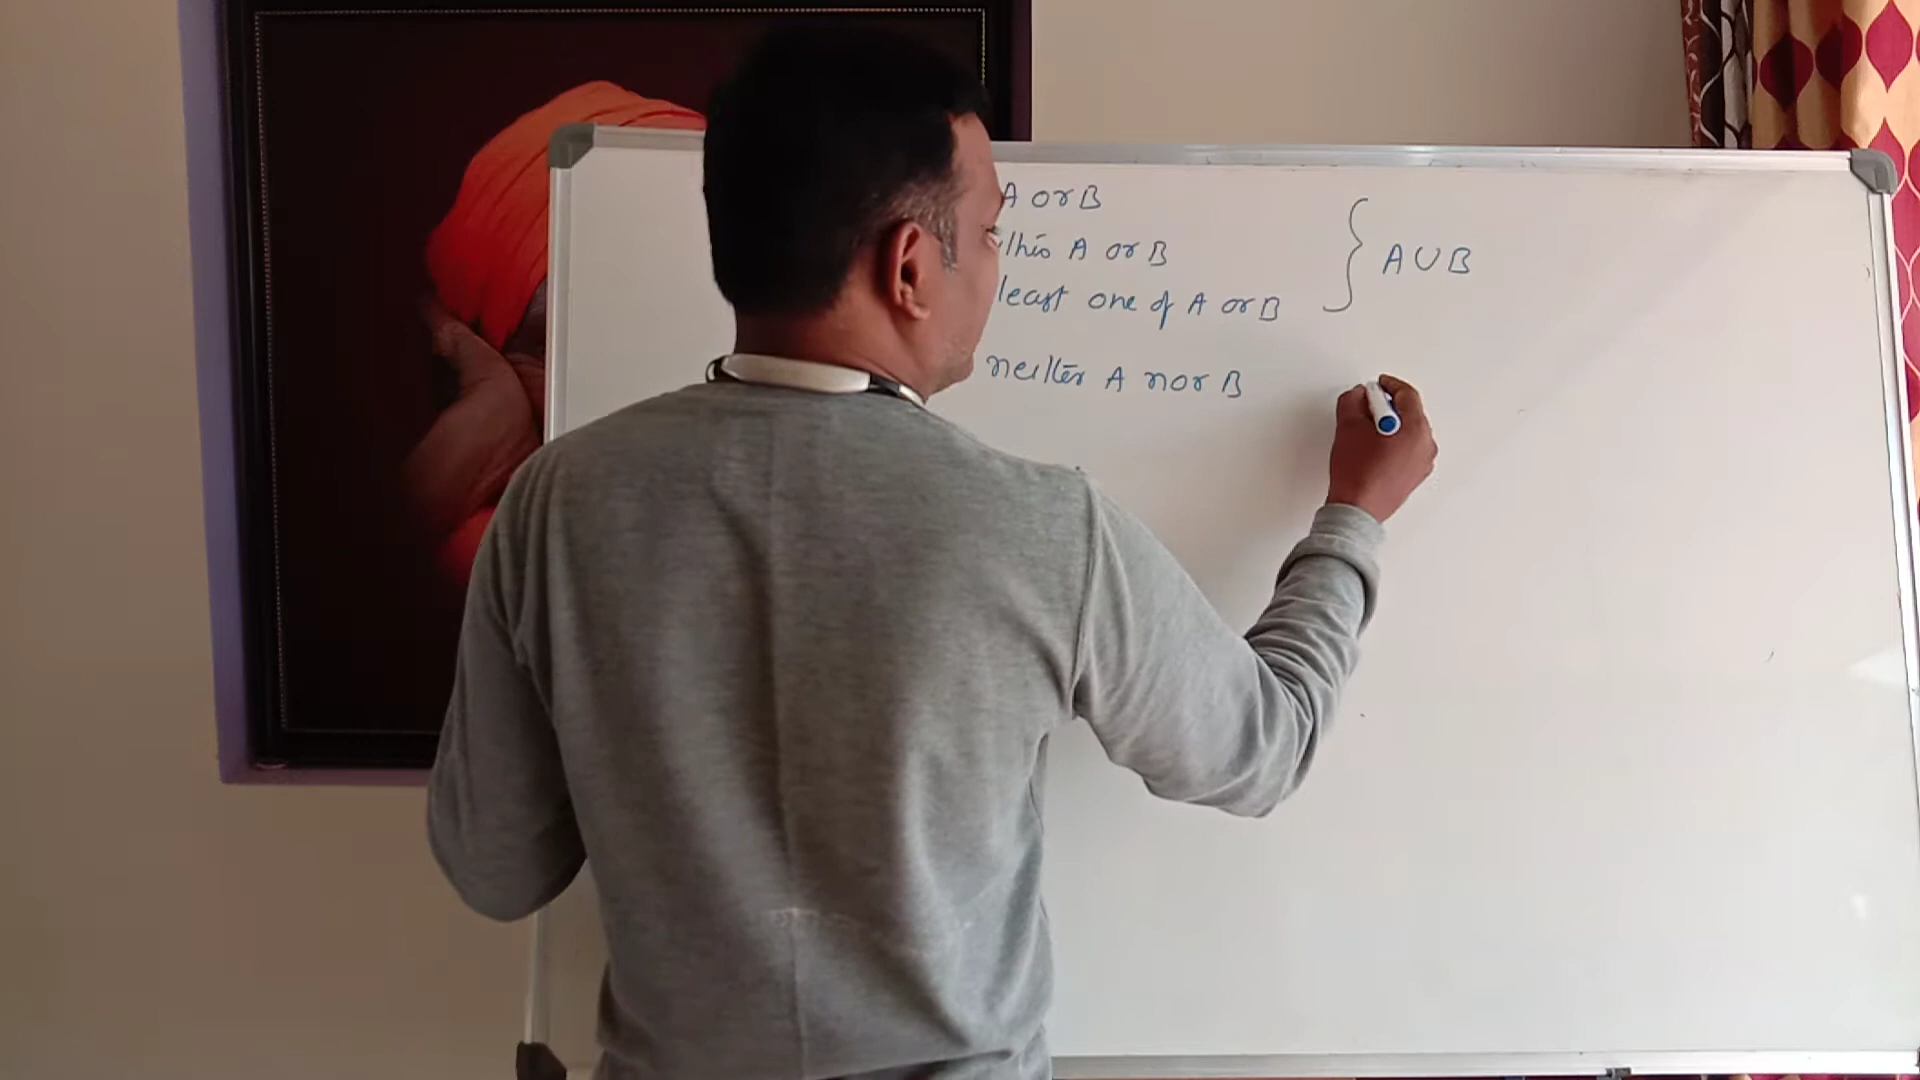 A or B
A or B } A ∪ B
least one of A or B
neither A nor B